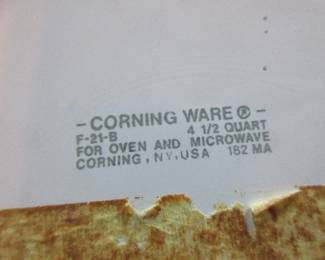 - CORNING WARE ® -
F-21-B 4 1/2 QUART
FOR OVEN AND MICROWAVE
CORNING, NY, USA 182 MA